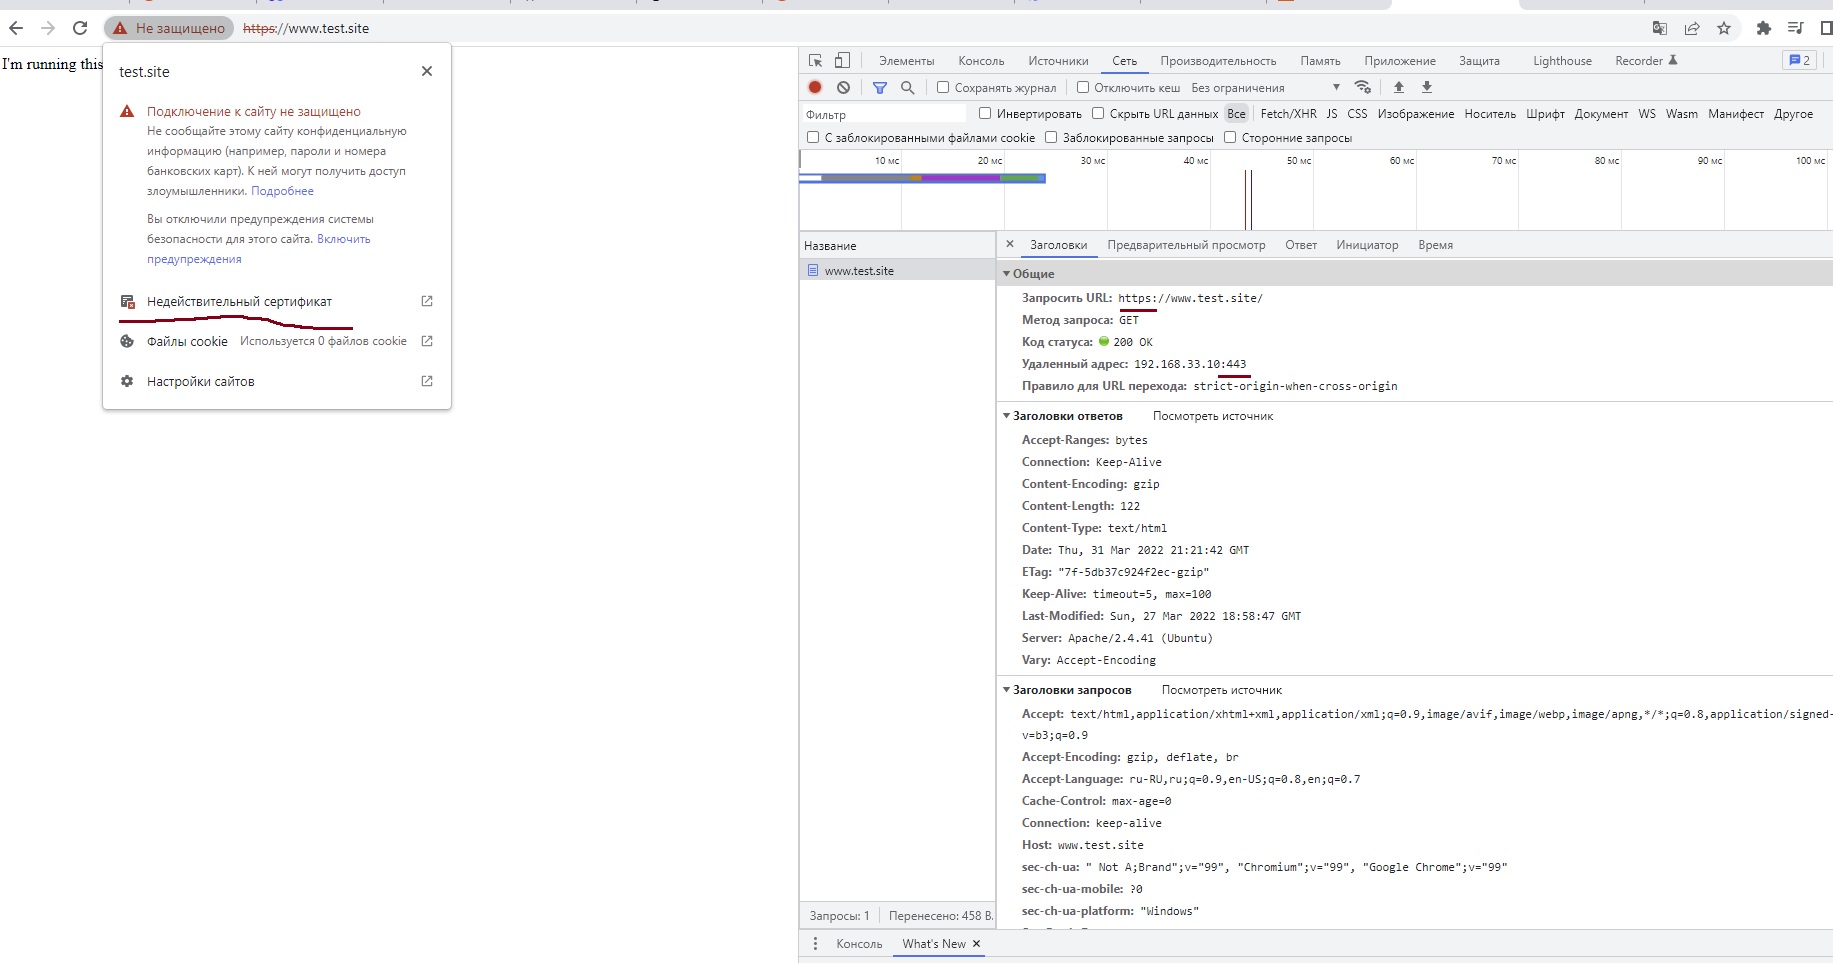 Не защищено https://www.test.site
I'm running this
test.site
Подключение к сайту не защищено
Не сообщайте этому сайту конфиденциальную
информацию (например, пароли и номера
банковских карт). К ней могут получить доступ
злоумышленники. Подробнее
Вы отключили предупреждения системы
безопасности для этого сайта. Включить
предупреждения
Недействительный сертификат
Файлы cookie Используется 0 файлов cookie
Настройки сайтов
Элементы Консоль Источники Сеть Производительность Память Приложение Защита Lighthouse Recorder 2
Сохранять журнал Отключить кеш Без ограничения
Фильтр Инвертировать Скрыть URL данных Все Fetch/XHR JS CSS Изображение Носитель Шрифт Документ WS Wasm Манифест Другое
С заблокированными файлами cookie Заблокированные запросы Сторонние запросы
10 мс 20 мс 30 мс 40 мс 50 мс 60 мс 70 мс 80 мс 90 мс 100 мс
Название
www.test.site
Заголовки Предварительный просмотр Ответ Инициатор Время
Общие
Запросить URL: https://www.test.site/
Метод запроса: GET
Код статуса: 200 OK
Удаленный адрес: 192.168.33.10:443
Правило для URL перехода: strict-origin-when-cross-origin
Заголовки ответов Посмотреть источник
Accept-Ranges: bytes
Connection: Keep-Alive
Content-Encoding: gzip
Content-Length: 122
Content-Type: text/html
Date: Thu, 31 Mar 2022 21:21:42 GMT
ETag: "7f-5db37c924f2ec-gzip"
Keep-Alive: timeout=5, max=100
Last-Modified: Sun, 27 Mar 2022 18:58:47 GMT
Server: Apache/2.4.41 (Ubuntu)
Vary: Accept-Encoding
Заголовки запросов Посмотреть источник
Accept: text/html,application/xhtml+xml,application/xml;q=0.9,image/avif,image/webp,image/apng,*/*;q=0.8,application/signed-
v=b3;q=0.9
Accept-Encoding: gzip, deflate, br
Accept-Language: ru-RU,ru;q=0.9,en-US;q=0.8,en;q=0.7
Cache-Control: max-age=0
Connection: keep-alive
Host: www.test.site
sec-ch-ua: " Not A;Brand";v="99", "Chromium";v="99", "Google Chrome";v="99"
sec-ch-ua-mobile: ?0
sec-ch-ua-platform: "Windows"
Запросы: 1 Перенесено: 458 B.
Консоль What's New